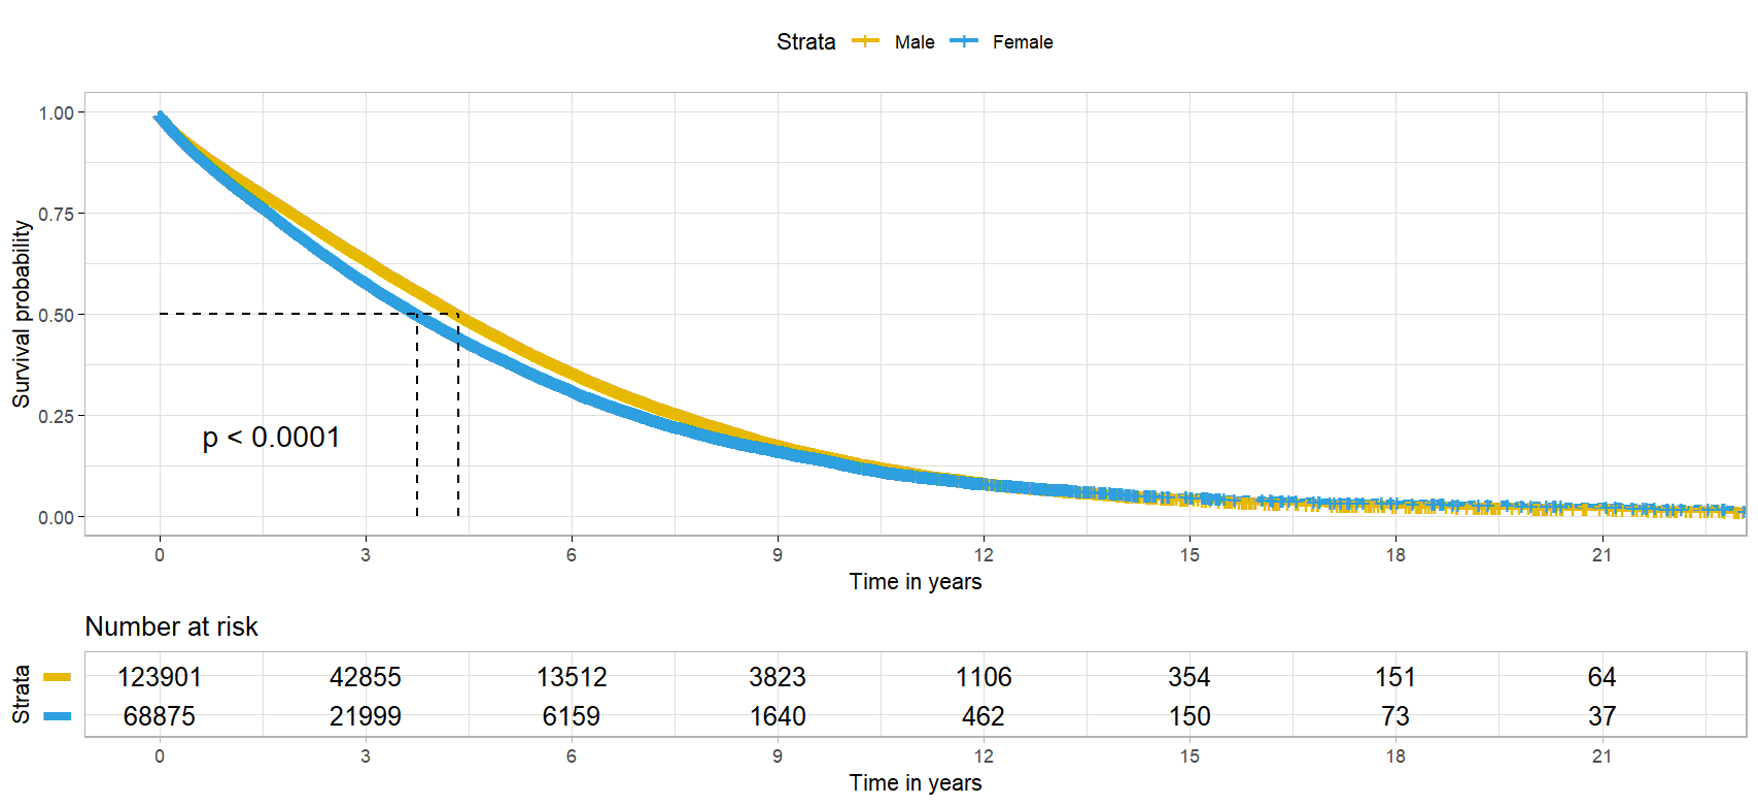 Strata Male Female
Survival probability
1.00
0.75
0.50
0.25
0.00
p < 0.0001
0 3 6 9 12 15 18 21
Time in years
Number at risk
Strata
123901 42855 13512 3823 1106 354 151 64
68875 21999 6159 1640 462 150 73 37
0 3 6 9 12 15 18 21
Time in years